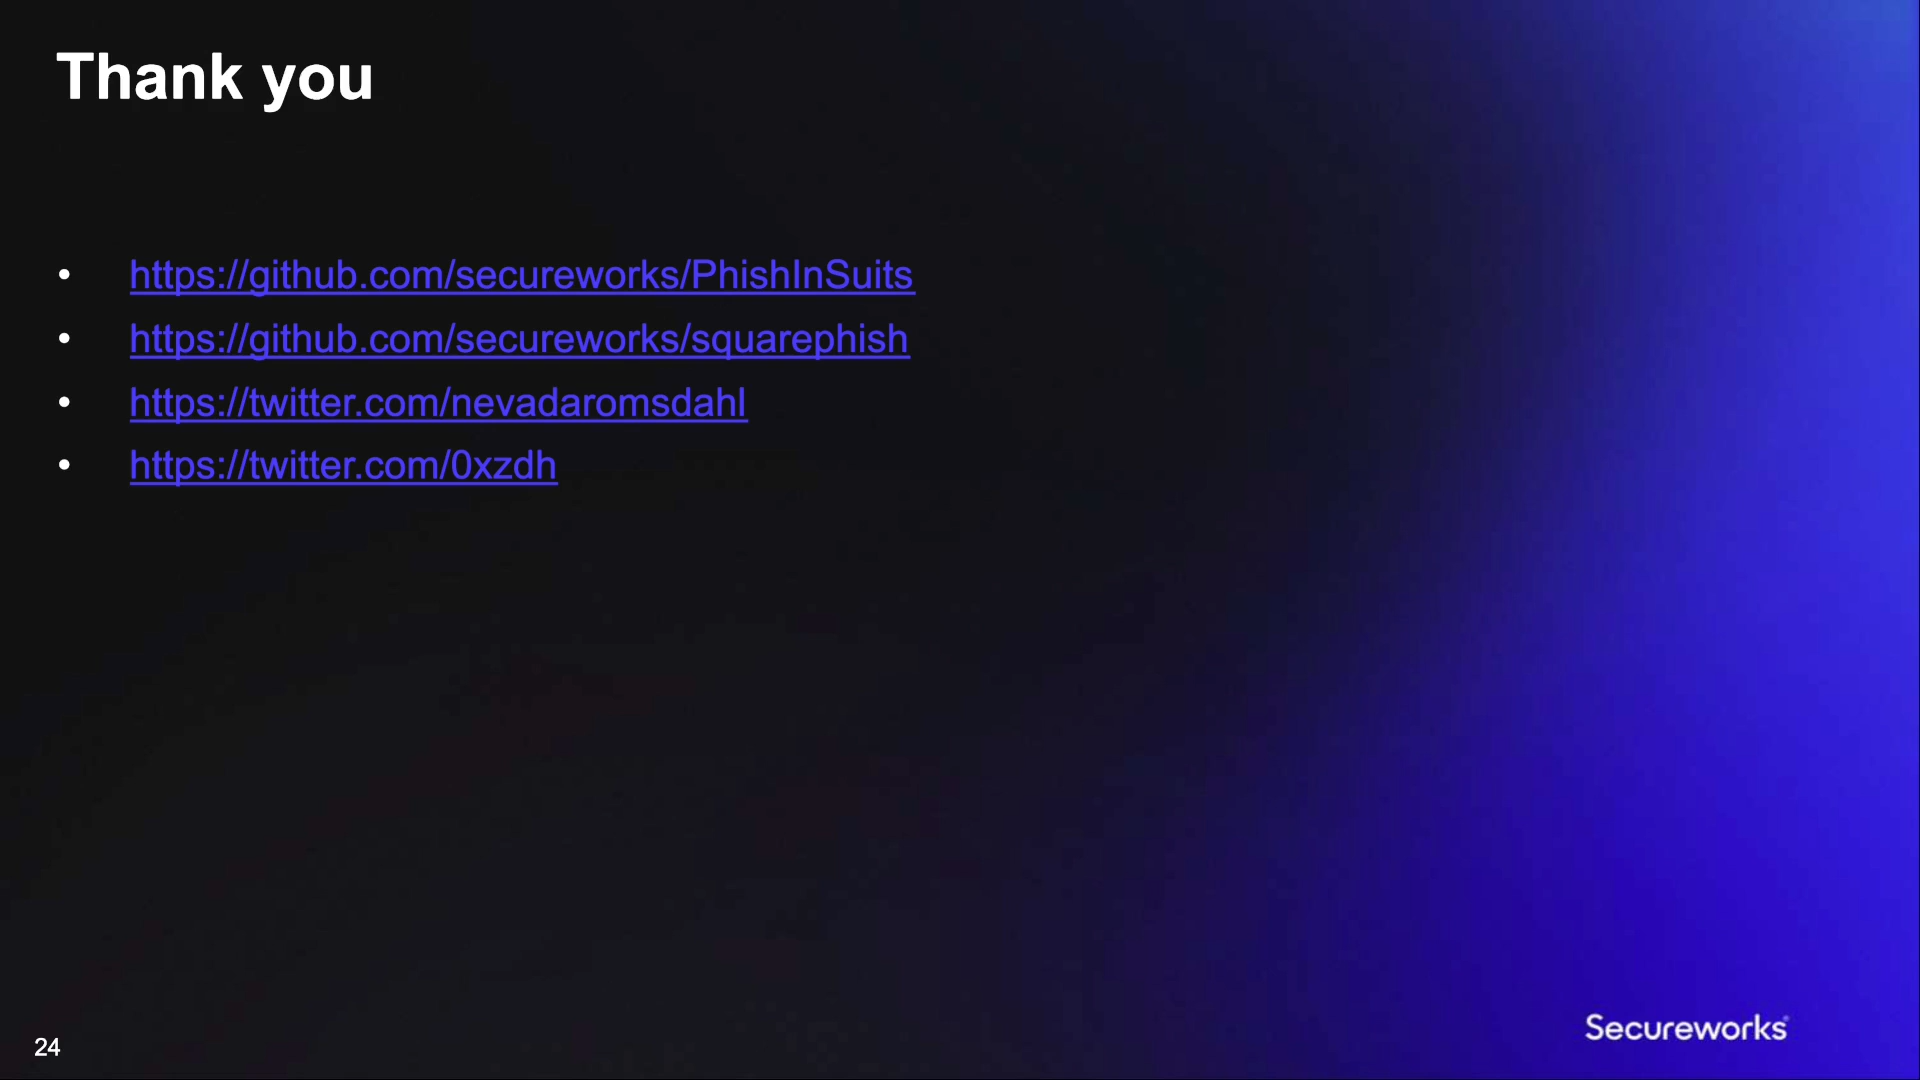 Thank you
• https://github.com/secureworks/PhishInSuits
• https://github.com/secureworks/squarephish
• https://twitter.com/nevadaromsdahl
• https://twitter.com/0xzdh
Secureworks®
24